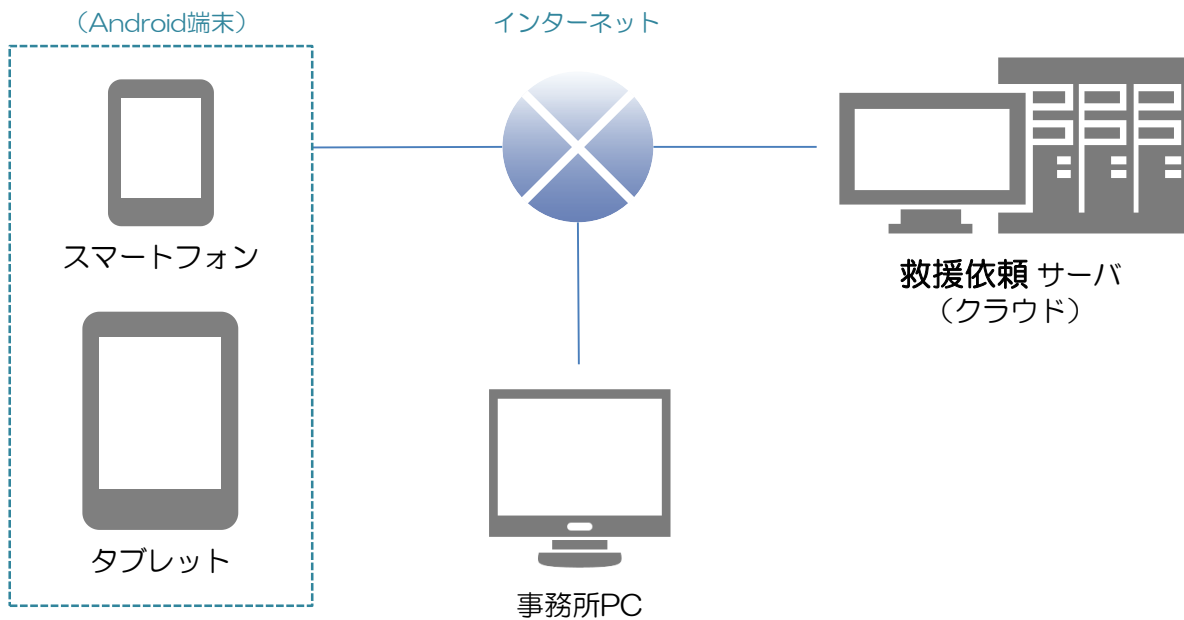 （Android端末）
インターネット
スマートフォン
救援依頼 サーバ
（クラウド）
タブレット
事務所PC